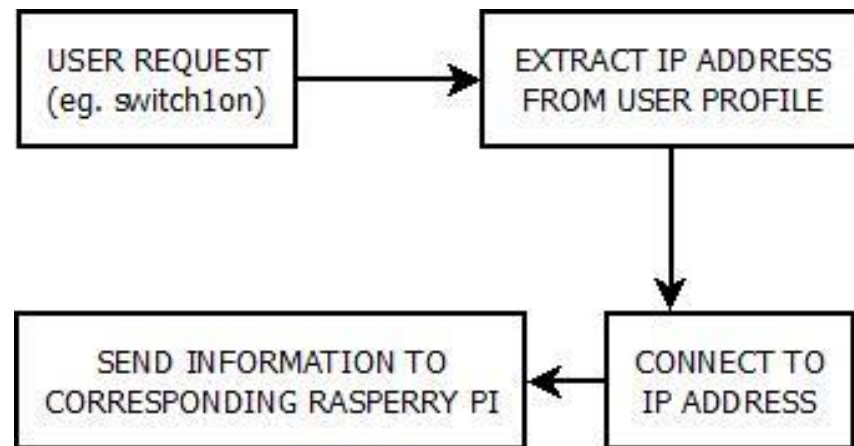 USER REQUEST
(eg. switch1on)
EXTRACT IP ADDRESS
FROM USER PROFILE
CONNECT TO
IP ADDRESS
SEND INFORMATION TO
CORRESPONDING RASPERRY PI